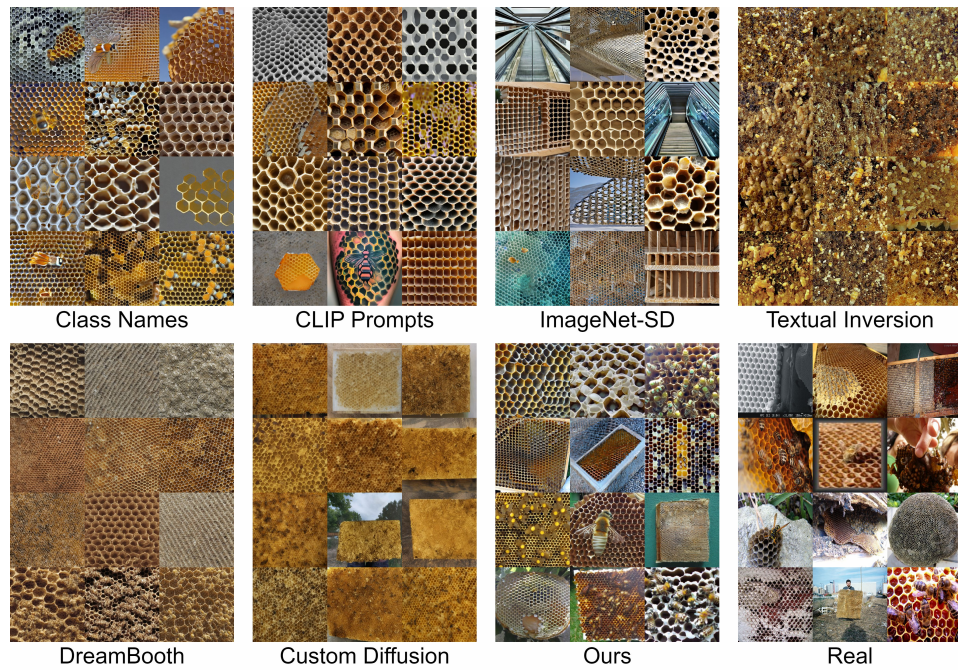 Class Names
CLIP Prompts
ImageNet-SD
Textual Inversion
DreamBooth
Custom Diffusion
Ours
Real